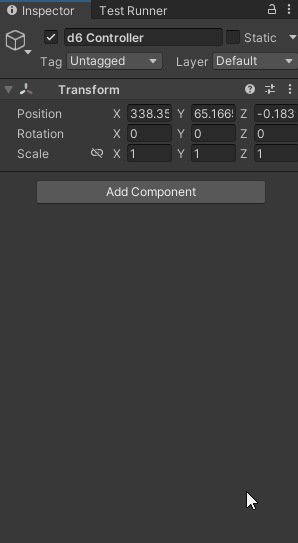 Inspector Test Runner
d6 Controller Static
Tag Untagged Layer Default
Transform
Position X 338.35 Y 65.166 Z -0.183
Rotation X 0 Y 0 Z 0
Scale X 1 Y 1 Z 1
Add Component